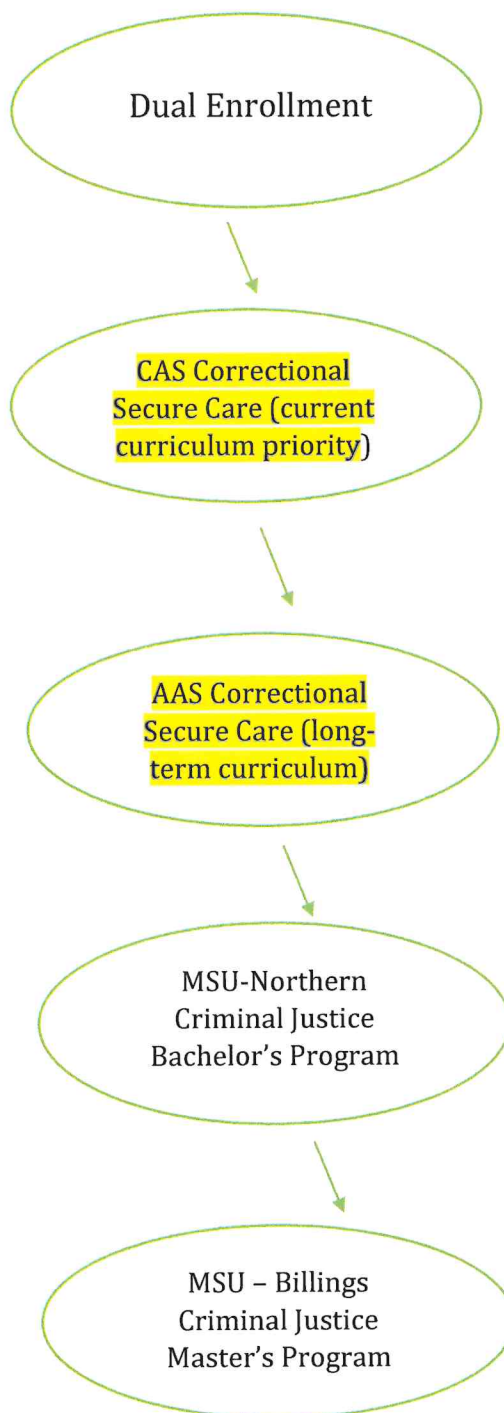 Dual Enrollment
CAS Correctional
Secure Care (current
curriculum priority)
AAS Correctional
Secure Care (long-
term curriculum)
MSU-Northern
Criminal Justice
Bachelor’s Program
MSU – Billings
Criminal Justice
Master’s Program